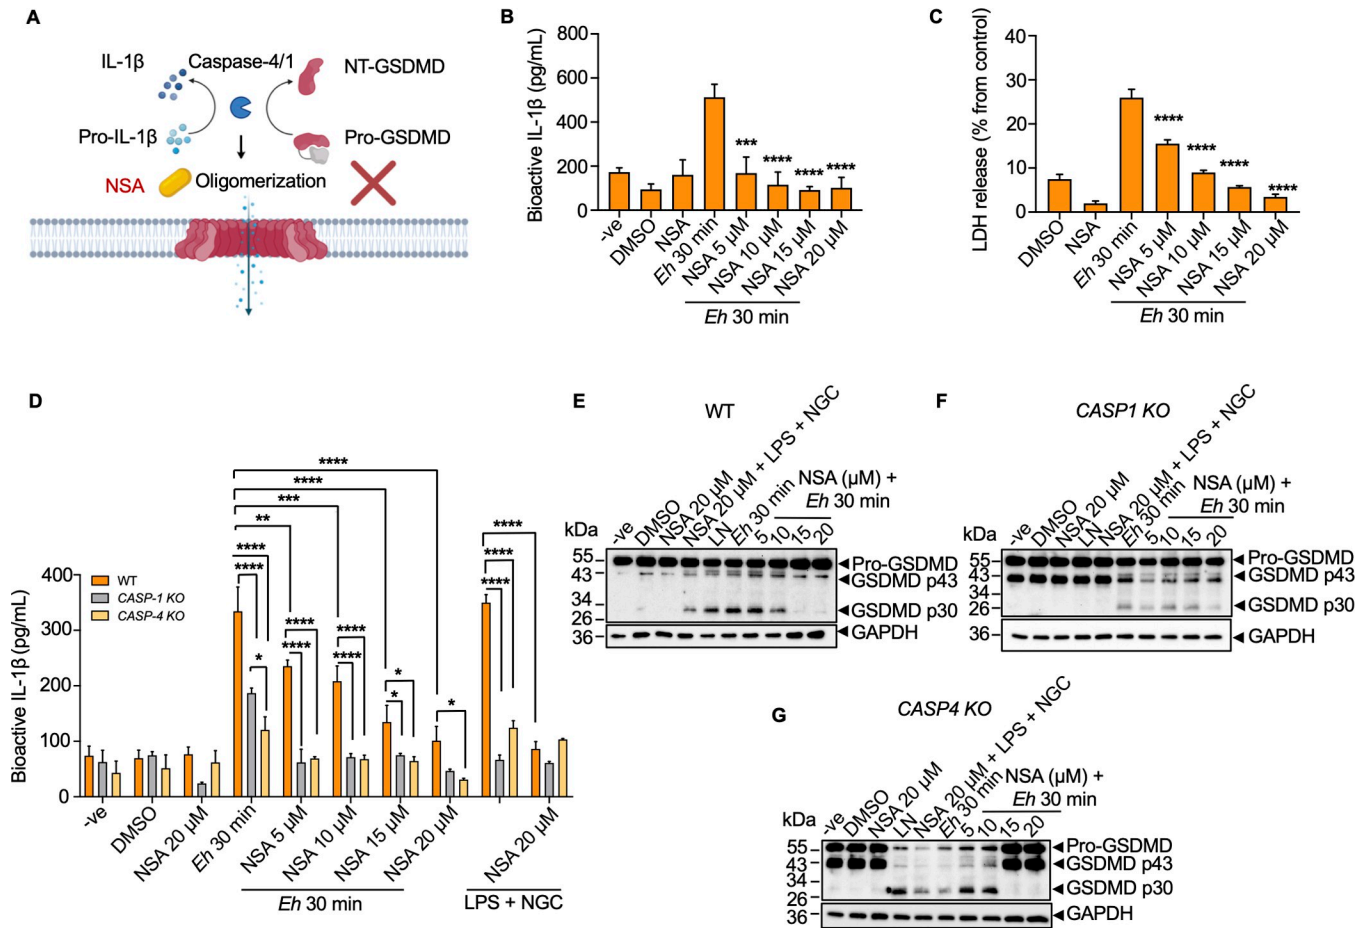 A
IL-1β
Caspase-4/1
NT-GSDMD
Pro-IL-1β
Pro-GSDMD
NSA
Oligomerization
B
Bioactive IL-1β (pg/mL)
800
600
400
200
0
***
****
****
****
-ve
DMSO
NSA
Eh 30 min
NSA 5 µM
NSA 10 µM
NSA 15 µM
NSA 20 µM
Eh 30 min
C
LDH release (% from control)
40
30
20
10
0
****
****
****
****
DMSO
NSA
Eh 30 min
NSA 5 µM
NSA 10 µM
NSA 15 µM
NSA 20 µM
Eh 30 min
D
Bioactive IL-1β (pg/mL)
400
300
200
100
0
WT
CASP-1 KO
CASP-4 KO
****
****
***
**
****
****
*
****
****
****
****
*
*
*
****
****
****
-ve
DMSO
NSA 20 µM
Eh 30 min
NSA 5 µM
NSA 10 µM
NSA 15 µM
NSA 20 µM
NSA 20 µM
Eh 30 min
LPS + NGC
E
WT
-ve
DMSO
NSA 20 µM
NSA 20 µM + LPS + NGC
LN
Eh 30 min
5
10
15
20
NSA (µM) +
Eh 30 min
kDa
55
43
34
26
36
Pro-GSDMD
GSDMD p43
GSDMD p30
GAPDH
F
CASP1 KO
-ve
DMSO
NSA 20 µM
LN
NSA 20 µM + LPS + NGC
Eh 30 min
5
10
15
20
NSA (µM) +
Eh 30 min
kDa
55
43
34
26
36
Pro-GSDMD
GSDMD p43
GSDMD p30
GAPDH
G
CASP4 KO
-ve
DMSO
NSA 20 µM
LN
NSA 20 µM + LPS + NGC
Eh 30 min
5
10
15
20
NSA (µM) +
Eh 30 min
kDa
55
43
34
26
36
Pro-GSDMD
GSDMD p43
GSDMD p30
GAPDH